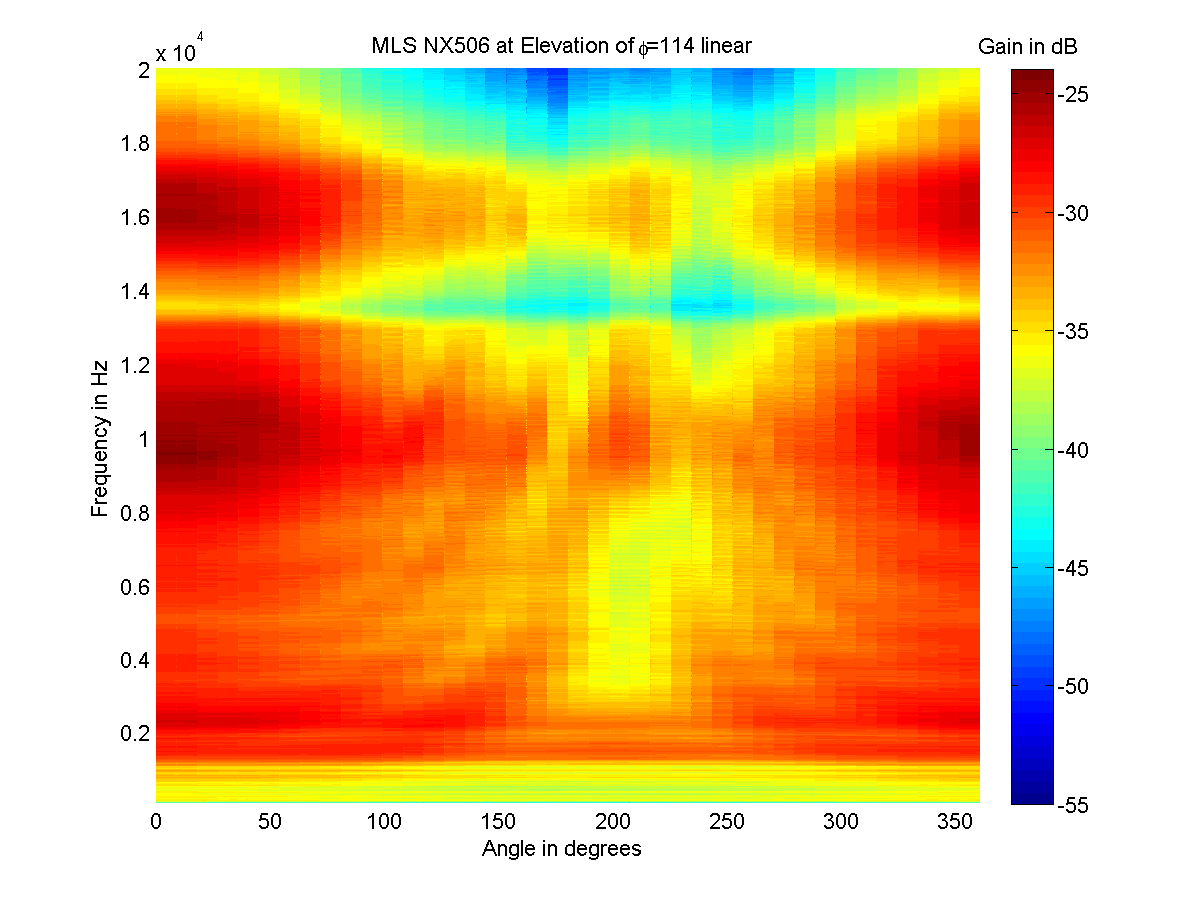 MLS NX506 at Elevation of ϕ=114 linear
Gain in dB
x 10^4
2
1.8
1.6
1.4
1.2
1
0.8
0.6
0.4
0.2
Frequency in Hz
0 50 100 150 200 250 300 350
Angle in degrees
-25
-30
-35
-40
-45
-50
-55